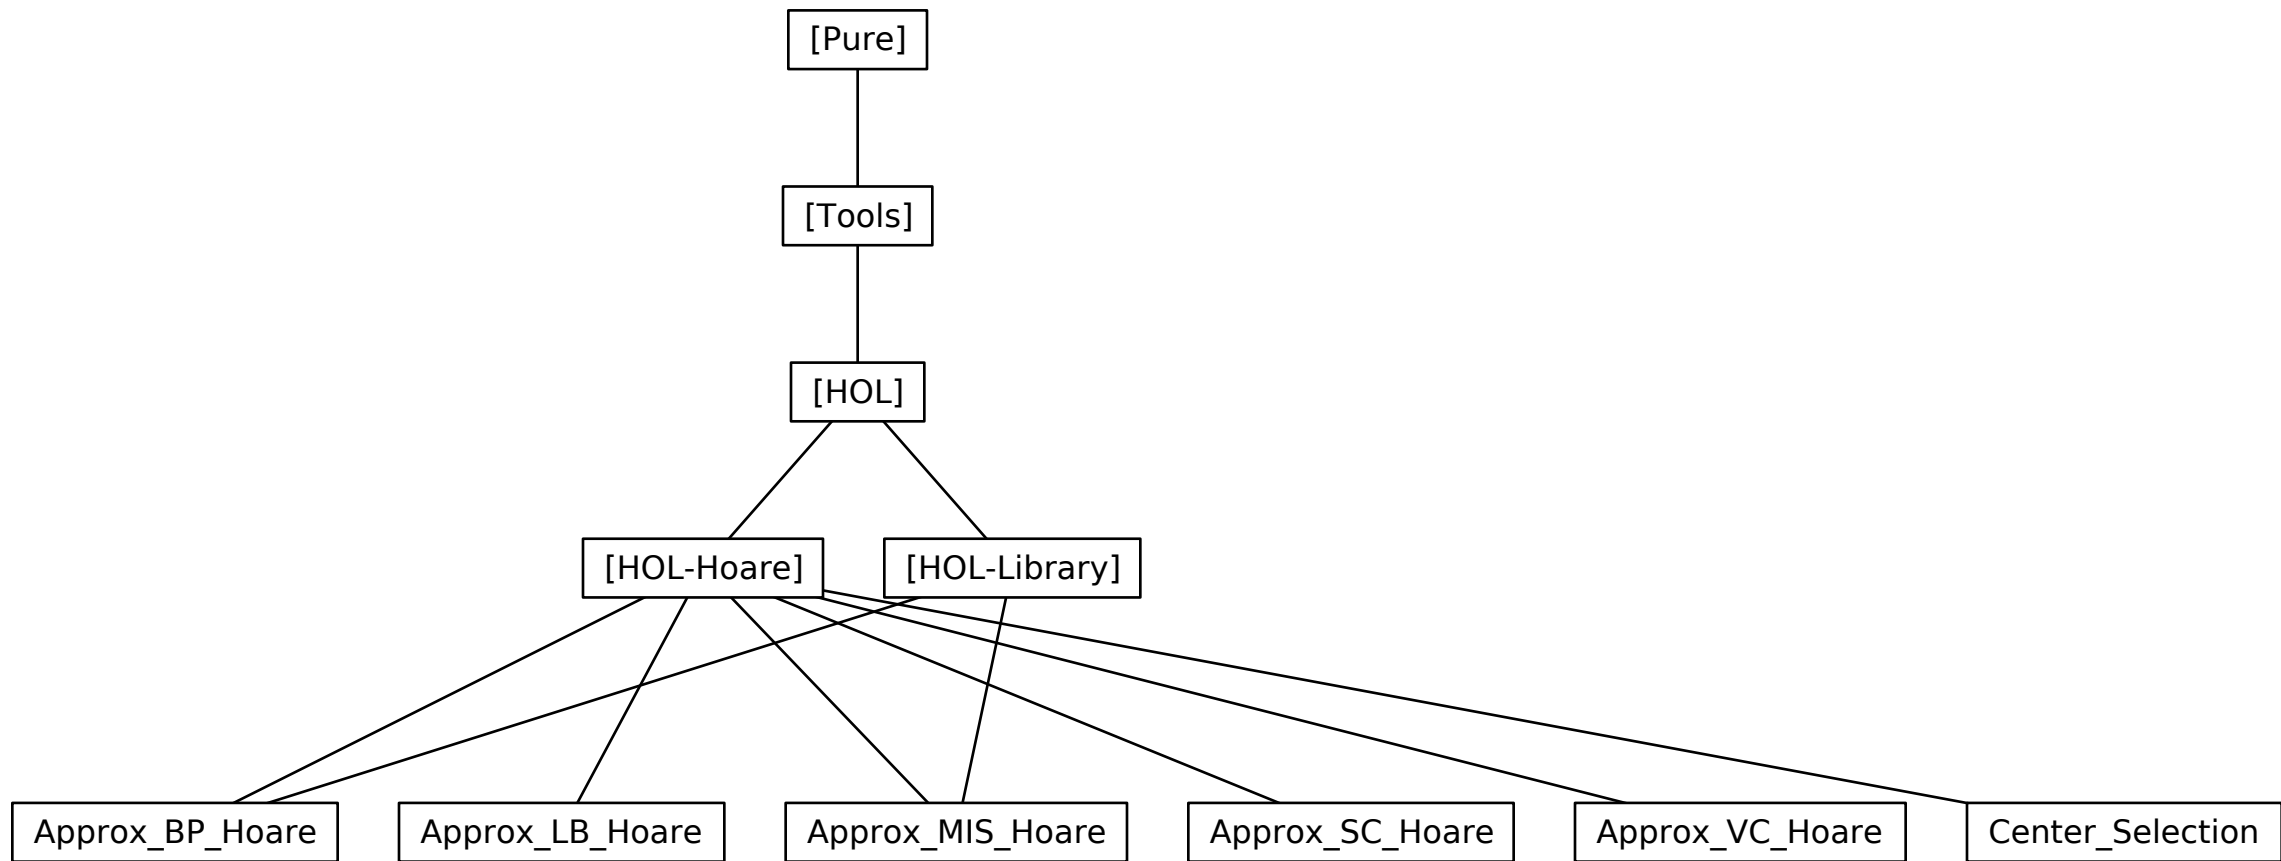 [Pure]
[Tools]
[HOL]
[HOL-Hoare]
[HOL-Library]
Approx_BP_Hoare
Approx_LB_Hoare
Approx_MIS_Hoare
Approx_SC_Hoare
Approx_VC_Hoare
Center_Selection